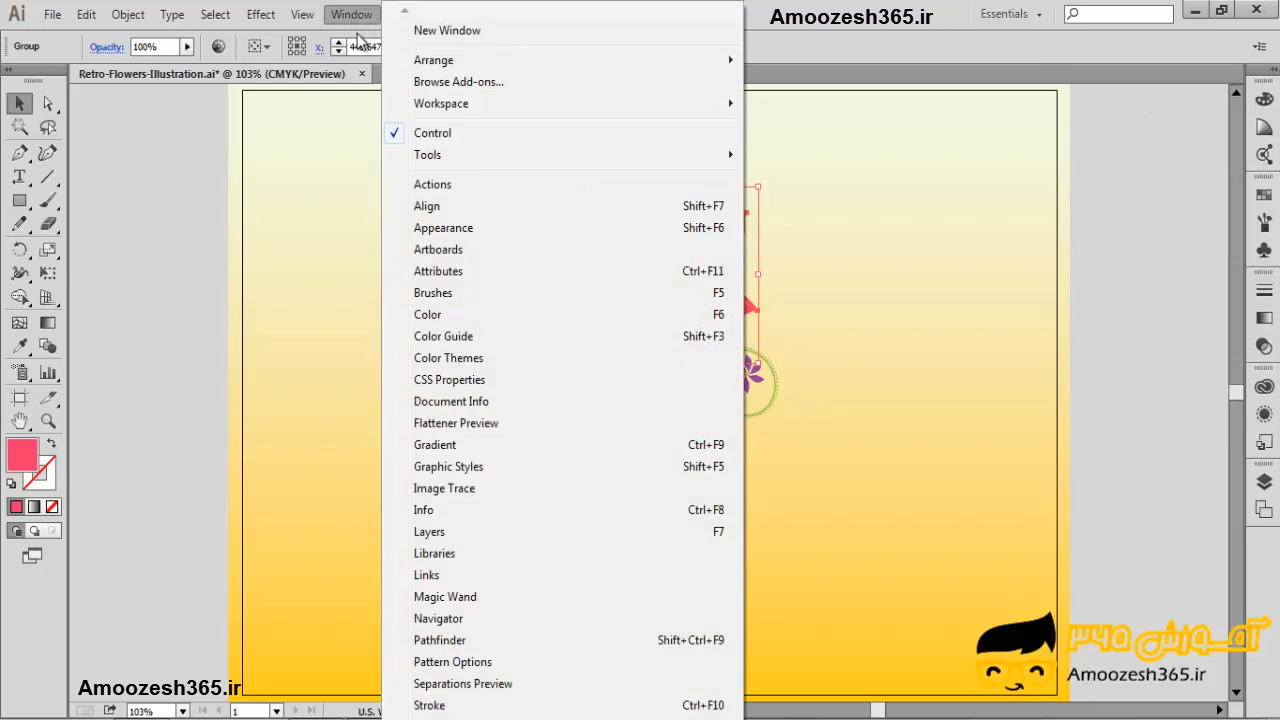 Ai File Edit Object Type Select Effect View Window
Amoozesh365.ir
Essentials
Group Opacity: 100% X:
Retro-Flowers-Illustration.ai* @ 103% (CMYK/Preview)
New Window
Arrange
Browse Add-ons...
Workspace
Control
Tools
Actions
Align Shift+F7
Appearance Shift+F6
Artboards
Attributes Ctrl+F11
Brushes F5
Color F6
Color Guide Shift+F3
Color Themes
CSS Properties
Document Info
Flattener Preview
Gradient Ctrl+F9
Graphic Styles Shift+F5
Image Trace
Info Ctrl+F8
Layers F7
Libraries
Links
Magic Wand
Navigator
Pathfinder Shift+Ctrl+F9
Pattern Options
Separations Preview
Stroke Ctrl+F10
آموزش ۳۶۵
Amoozesh365.ir
Amoozesh365.ir
103% 1